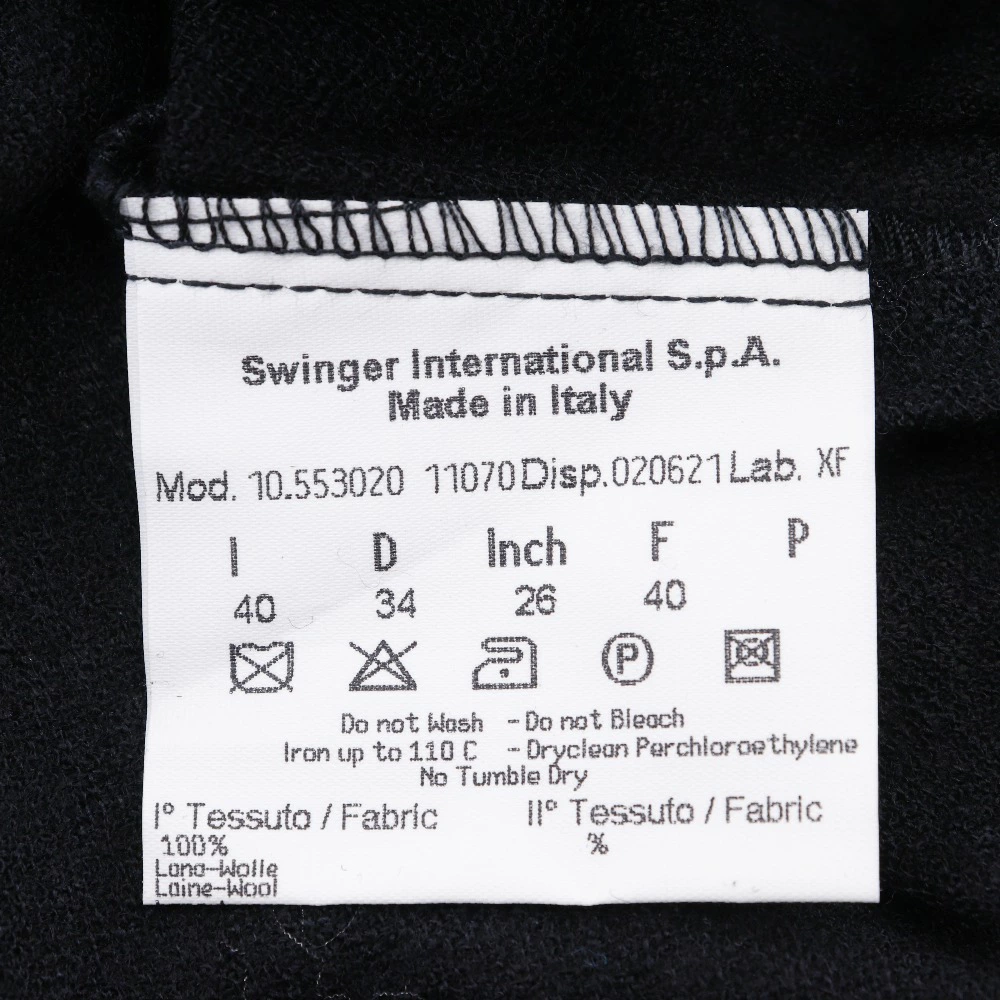 Swinger International S.p.A.
Made in Italy
Mod. 10.553020 11070 Disp. 020621 Lab. XF
I D Inch F P
40 34 26 40
P
Do not Wash - Do not Bleach
Iron up to 110 C - Dryclean Perchloroethylene
No Tumble Dry
I° Tessuto / Fabric II° Tessuto / Fabric
100% %
Lana-Wolle
Laine-Wool